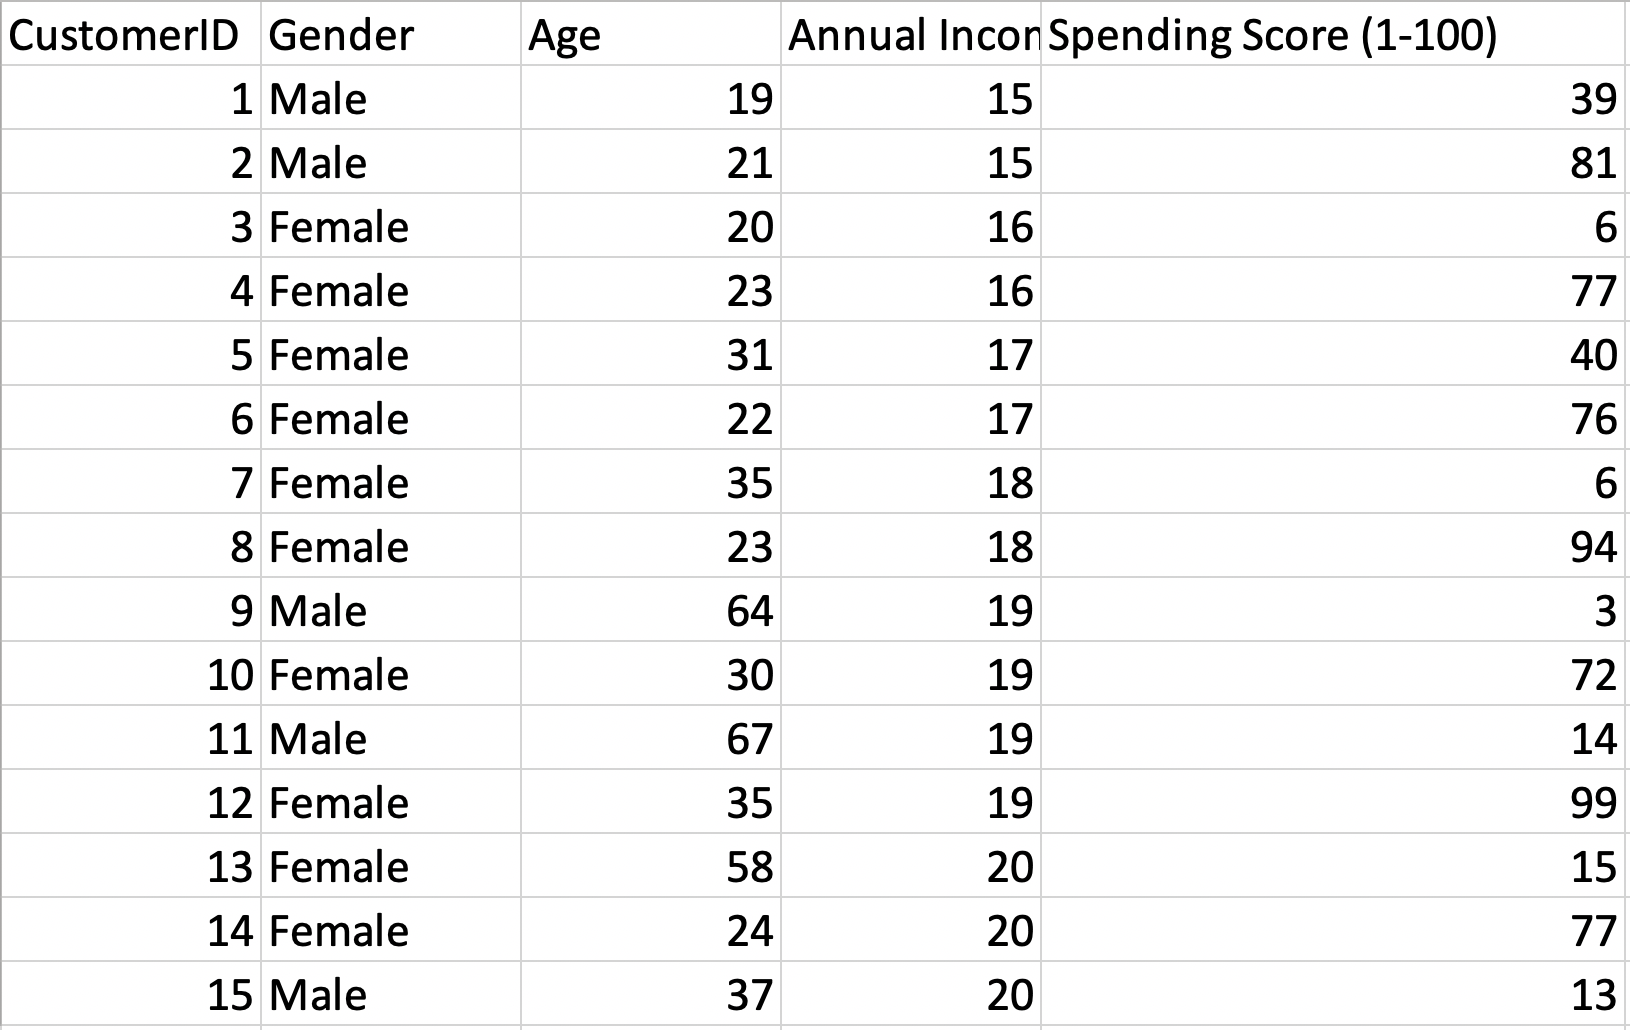 CustomerID Gender Age Annual Incom Spending Score (1-100)
1 Male 19 15 39
2 Male 21 15 81
3 Female 20 16 6
4 Female 23 16 77
5 Female 31 17 40
6 Female 22 17 76
7 Female 35 18 6
8 Female 23 18 94
9 Male 64 19 3
10 Female 30 19 72
11 Male 67 19 14
12 Female 35 19 99
13 Female 58 20 15
14 Female 24 20 77
15 Male 37 20 13